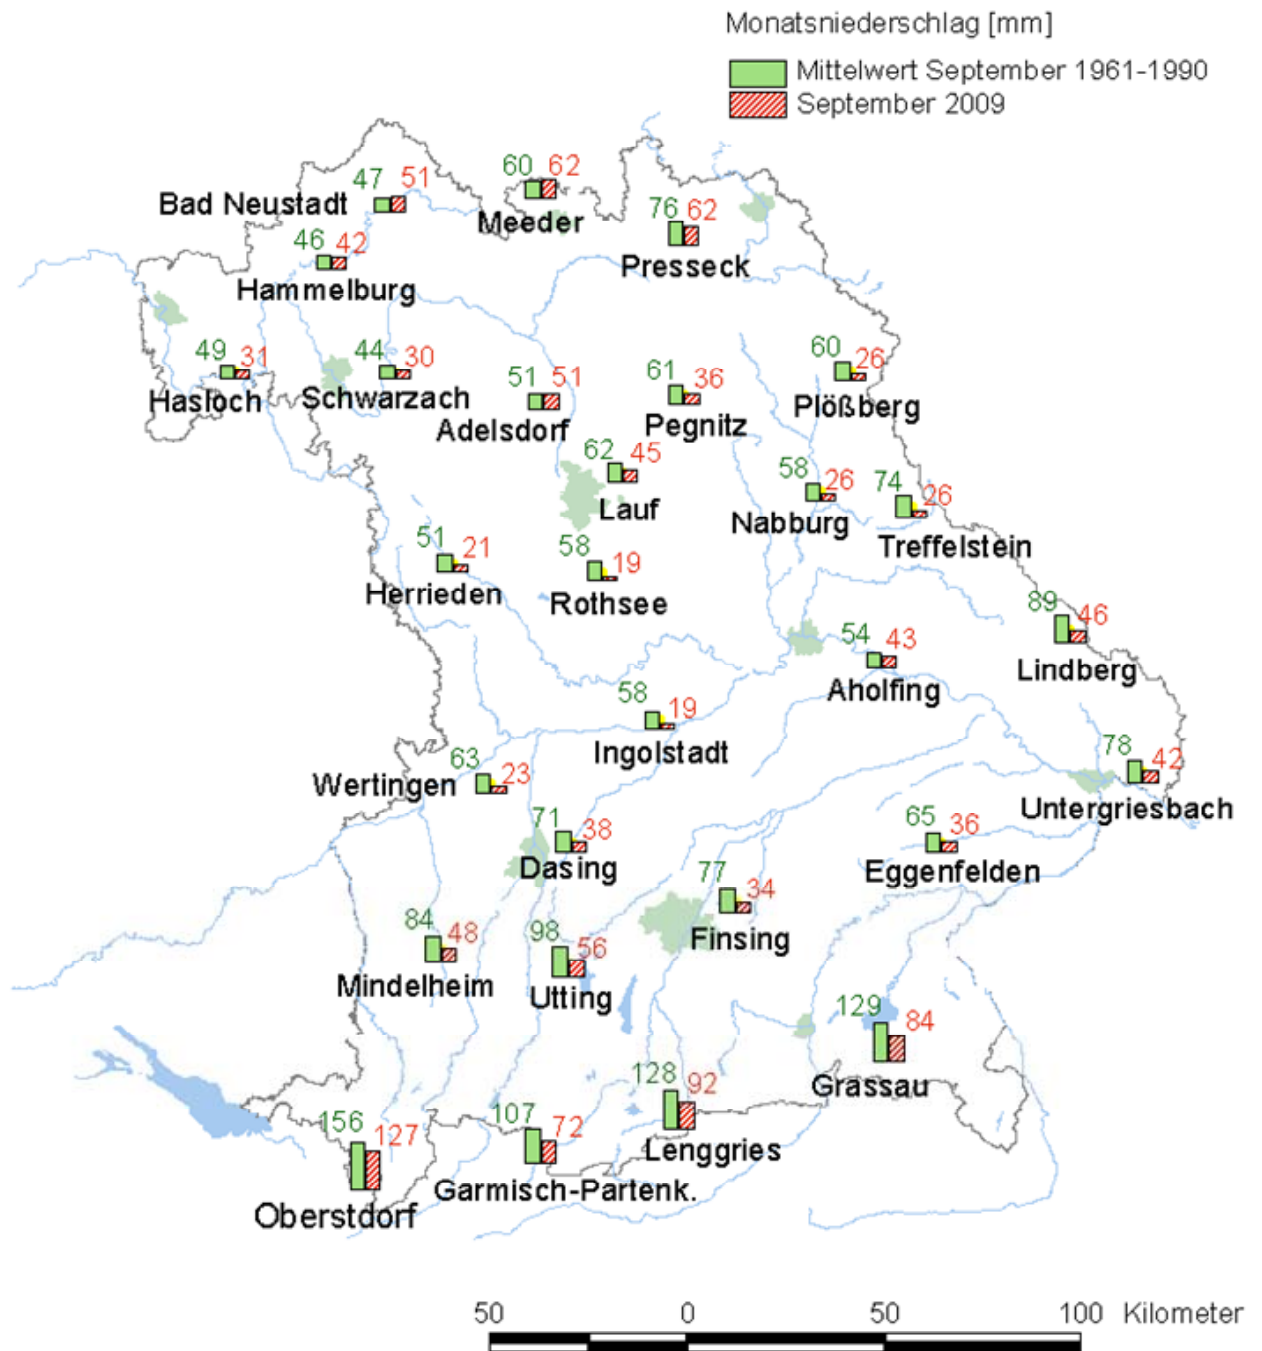 Monatsniederschlag [mm]
Mittelwert September 1961-1990
September 2009
47 51
Bad Neustadt
60 62
Meeder
76 62
Presseck
46 42
Hammelburg
49 31
Hasloch
44 30
Schwarzach
51 51
Adelsdorf
61 36
Pegnitz
60 26
Plößberg
62 45
Lauf
58 26
Nabburg
74 26
Treffelstein
51 21
Herrieden
58 19
Rothsee
89 46
Lindberg
54 43
Aholfing
58 19
Ingolstadt
63 23
Wertingen
78 42
Untergriesbach
71 38
Dasing
65 36
Eggenfelden
77 34
Finsing
84 48
Mindelheim
98 56
Utting
129 84
Grassau
128 92
Lenggries
107 72
Garmisch-Partenk.
156 127
Oberstdorf
50 0 50 100 Kilometer